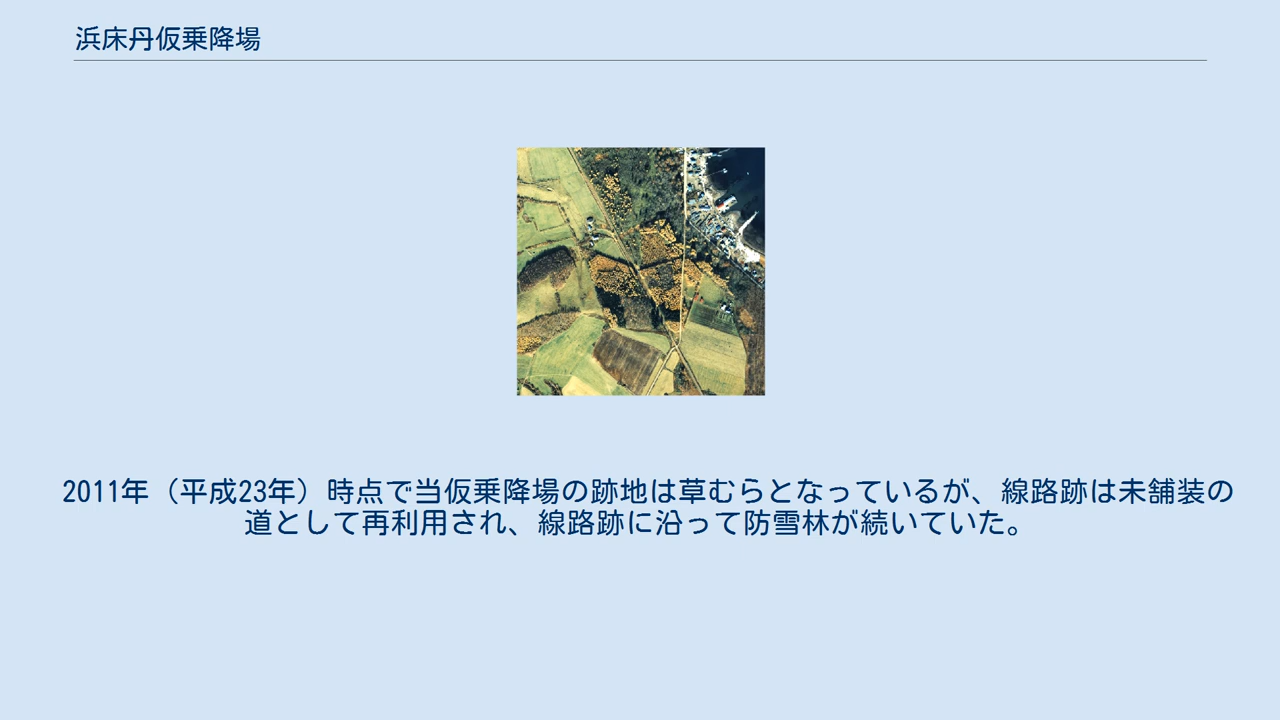 浜床丹仮乗降場
2011年（平成23年）時点で当仮乗降場の跡地は草むらとなっているが、線路跡は未舗装の
道として再利用され、線路跡に沿って防雪林が続いていた。